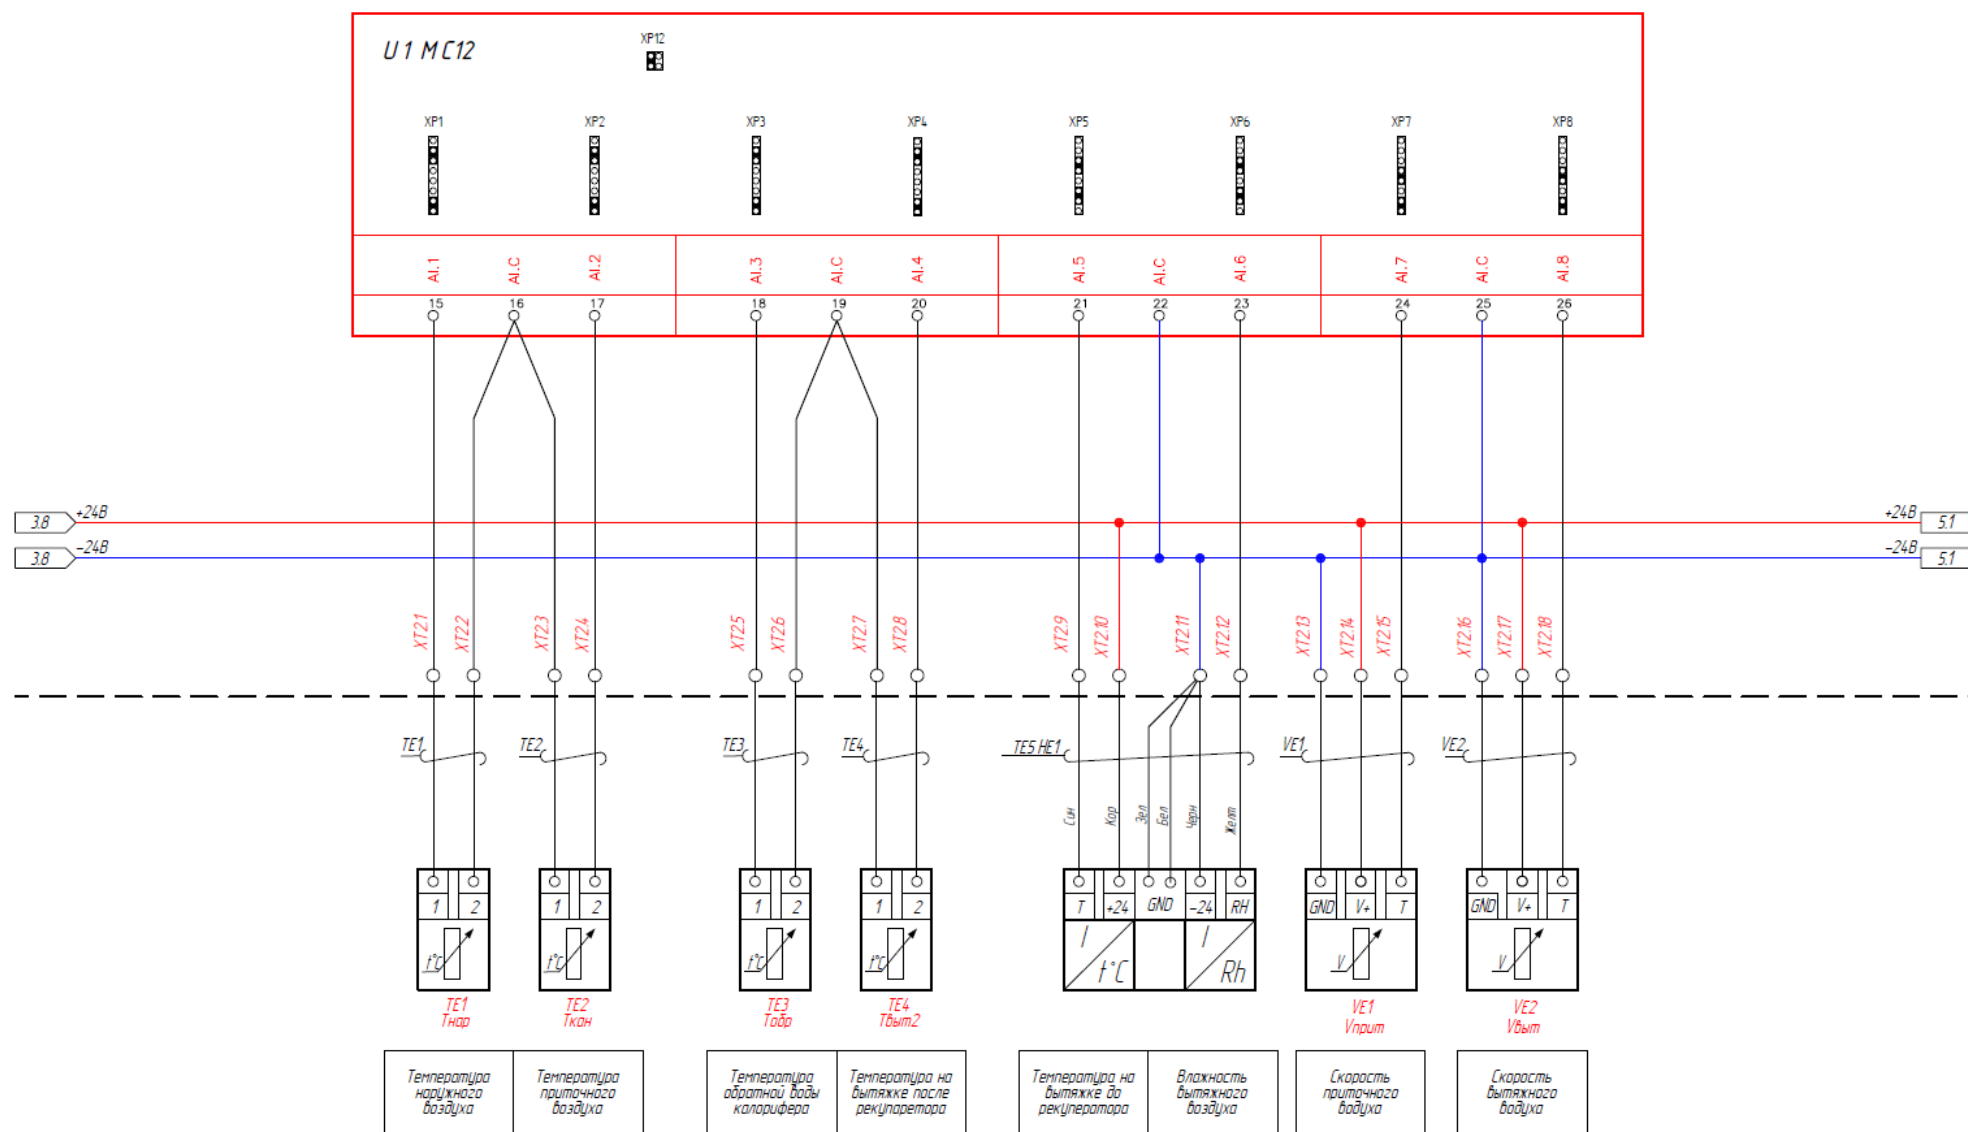 U1 MC12
XP12
XP1
XP2
XP3
XP4
XP5
XP6
XP7
XP8
AI.1
AI.C
AI.2
AI.3
AI.C
AI.4
AI.5
AI.C
AI.6
AI.7
AI.C
AI.8
15
16
17
18
19
20
21
22
23
24
25
26
3.8
+24В
+24В
5.1
3.8
-24В
-24В
5.1
XT2.1
XT2.2
XT2.3
XT2.4
XT2.5
XT2.6
XT2.7
XT2.8
XT2.9
XT2.10
XT2.11
XT2.12
XT2.13
XT2.14
XT2.15
XT2.16
XT2.17
XT2.18
TE1
TE2
TE3
TE4
TE5 HE1
VE1
VE2
Син
Кор
Зел
Бел
Черн
Желт
1
2
1
2
1
2
1
2
T
+24
GND
-24
RH
GND
V+
T
GND
V+
T
t°C
t°C
t°C
t°C
I
t°C
I
Rh
V
V
TE1
Тнар
TE2
Ткан
TE3
Тобр
TE4
Твыт2
VE1
Vприт
VE2
Vвыт
Температура
наружного
воздуха
Температура
приточного
воздуха
Температура
обратной воды
калорифера
Температура на
вытяжке после
рекупаретора
Температура на
вытяжке до
рекуператора
Влажность
вытяжного
воздуха
Скорость
приточного
водуха
Скорость
вытяжного
водуха